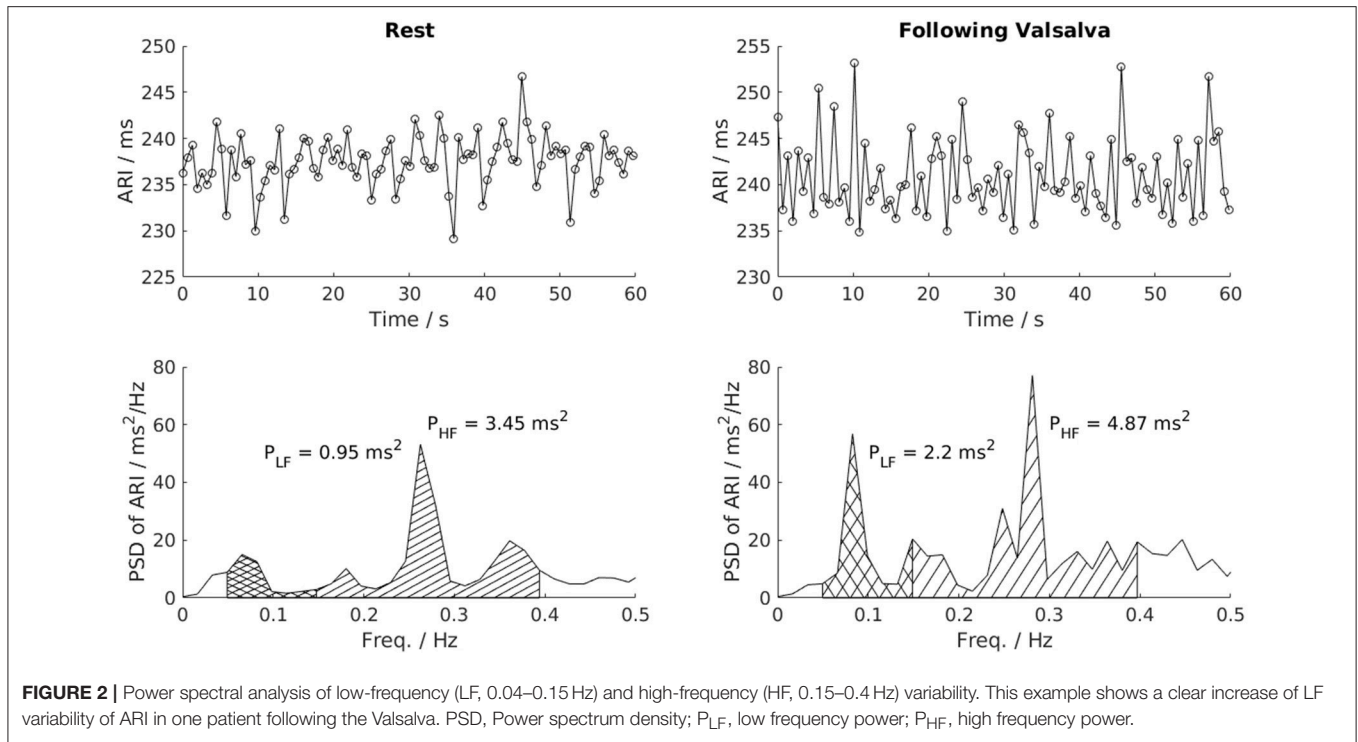 Rest
250
245
240
235
230
225
ARI / ms
0 10 20 30 40 50 60
Time / s
Following Valsalva
255
250
245
240
235
230
ARI / ms
0 10 20 30 40 50 60
Time / s
80
60
40
20
0
PSD of ARI / ms²/Hz
P_HF = 3.45 ms²
P_LF = 0.95 ms²
0 0.1 0.2 0.3 0.4 0.5
Freq. / Hz
80
60
40
20
0
PSD of ARI / ms²/Hz
P_HF = 4.87 ms²
P_LF = 2.2 ms²
0 0.1 0.2 0.3 0.4 0.5
Freq. / Hz
FIGURE 2 | Power spectral analysis of low-frequency (LF, 0.04–0.15 Hz) and high-frequency (HF, 0.15–0.4 Hz) variability. This example shows a clear increase of LF
variability of ARI in one patient following the Valsalva. PSD, Power spectrum density; P_LF, low frequency power; P_HF, high frequency power.